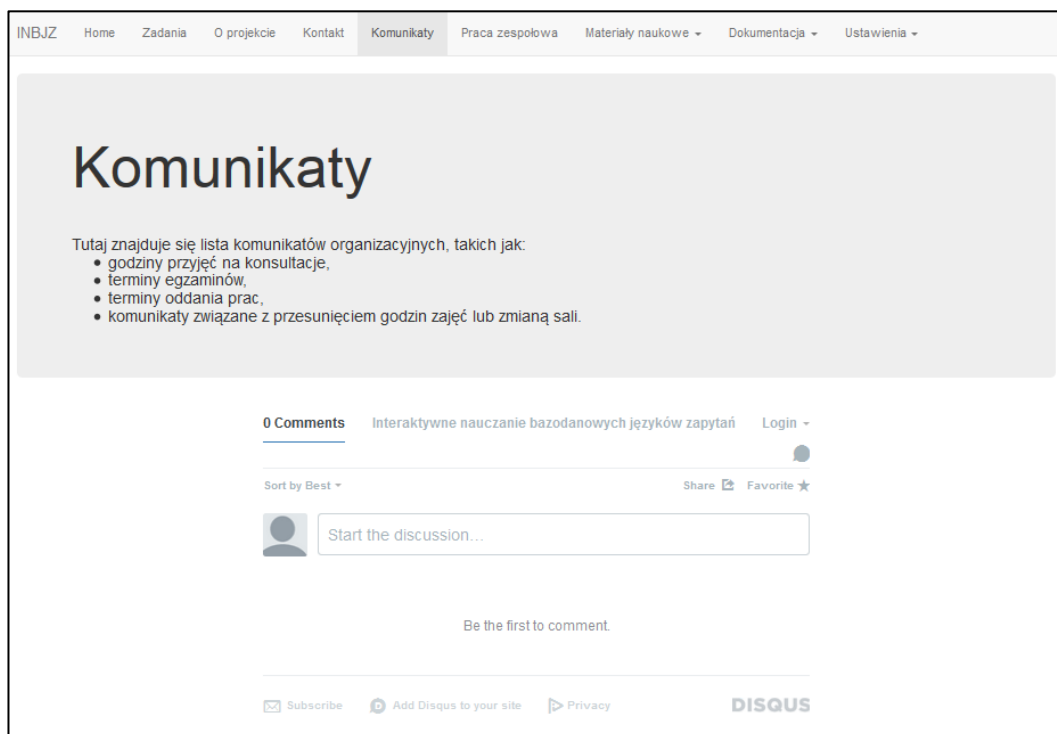 INBJZ Home Zadania O projekcie Kontakt Komunikaty Praca zespołowa Materiały naukowe Dokumentacja Ustawienia
Komunikaty
Tutaj znajduje się lista komunikatów organizacyjnych, takich jak:
• godziny przyjęć na konsultacje,
• terminy egzaminów,
• terminy oddania prac,
• komunikaty związane z przesunięciem godzin zajęć lub zmianą sali.
0 Comments Interaktywne nauczanie bazodanowych języków zapytań Login
Sort by Best Share Favorite
Start the discussion...
Be the first to comment.
Subscribe Add Disqus to your site Privacy DISQUS